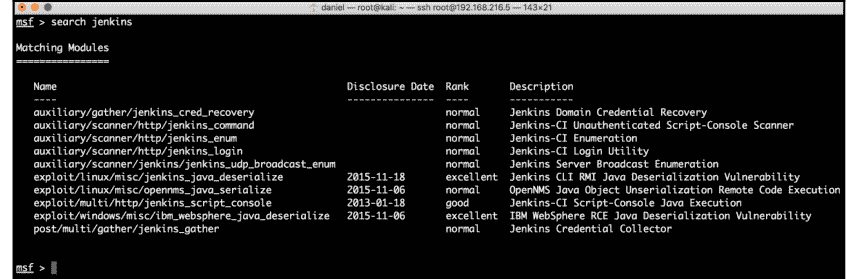 daniel — root@kali: ~ — ssh root@192.168.216.5 — 143×21
msf > search jenkins
Matching Modules
================
Name Disclosure Date Rank Description
---- --------------- ---- -----------
auxiliary/gather/jenkins_cred_recovery normal Jenkins Domain Credential Recovery
auxiliary/scanner/http/jenkins_command normal Jenkins-CI Unauthenticated Script-Console Scanner
auxiliary/scanner/http/jenkins_enum normal Jenkins-CI Enumeration
auxiliary/scanner/http/jenkins_login normal Jenkins-CI Login Utility
auxiliary/scanner/jenkins/jenkins_udp_broadcast_enum normal Jenkins Server Broadcast Enumeration
exploit/linux/misc/jenkins_java_deserialize 2015-11-18 excellent Jenkins CLI RMI Java Deserialization Vulnerability
exploit/linux/misc/opennms_java_serialize 2015-11-06 normal OpenNMS Java Object Unserialization Remote Code Execution
exploit/multi/http/jenkins_script_console 2013-01-18 good Jenkins-CI Script-Console Java Execution
exploit/windows/misc/ibm_websphere_java_deserialize 2015-11-06 excellent IBM WebSphere RCE Java Deserialization Vulnerability
post/multi/gather/jenkins_gather normal Jenkins Credential Collector
msf >